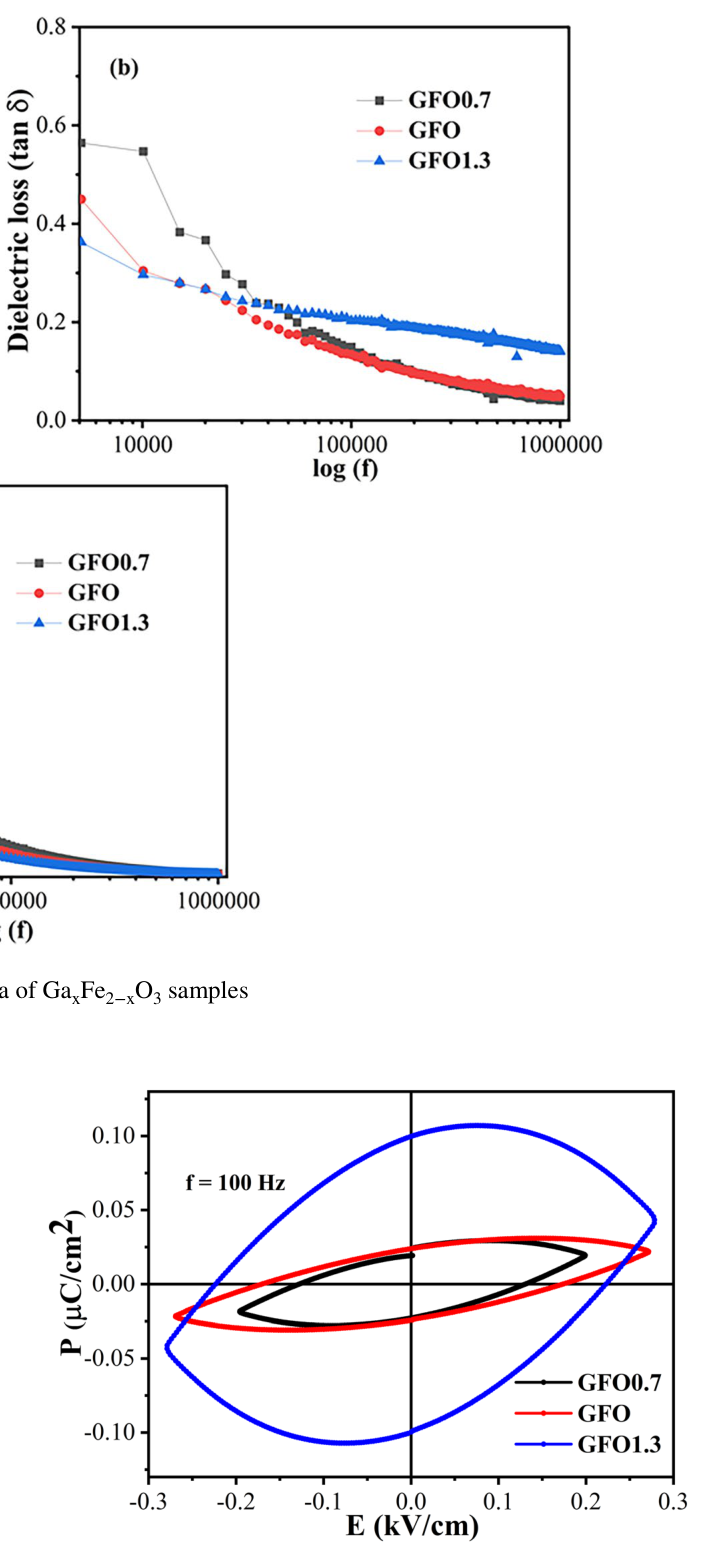 0.8
(b)
GFO0.7
GFO
GFO1.3
0.6
0.4
0.2
0.0
Dielectric loss (tan δ)
10000
100000
1000000
log (f)
GFO0.7
GFO
GFO1.3
0000
1000000
(f)
a of GaₓFe₂₋ₓO₃ samples
0.10
0.05
0.00
-0.05
-0.10
P (µC/cm²)
f = 100 Hz
GFO0.7
GFO
GFO1.3
-0.3
-0.2
-0.1
0.0
0.1
0.2
0.3
E (kV/cm)